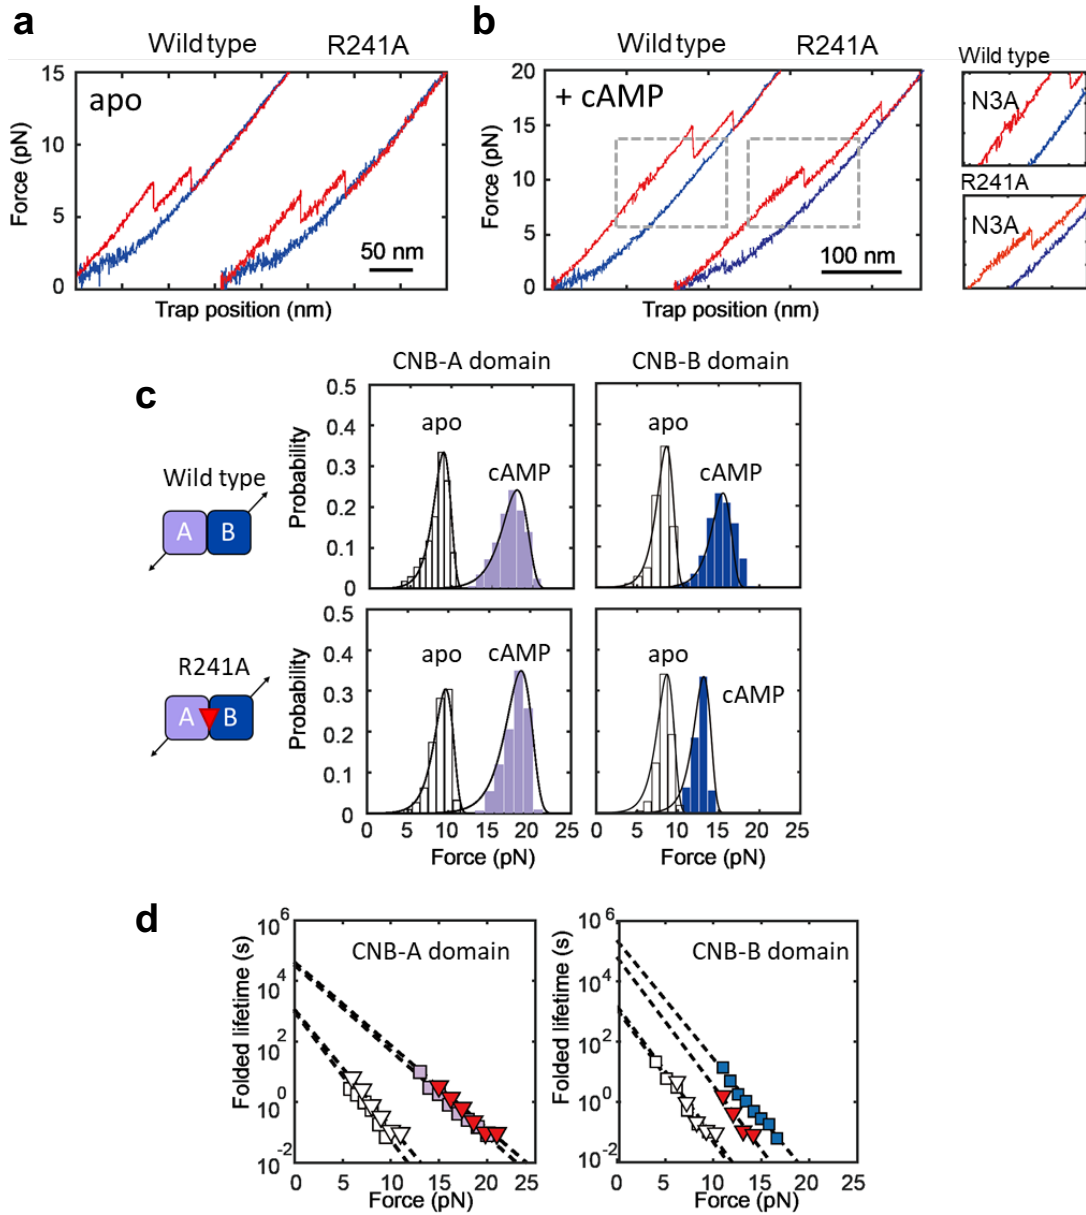 a
Wild type
R241A
apo
15
10
5
0
Force (pN)
50 nm
Trap position (nm)
b
Wild type
R241A
+ cAMP
20
15
10
5
0
Force (pN)
100 nm
Trap position (nm)
Wild type
N3A
R241A
N3A
c
CNB-A domain
CNB-B domain
Wild type
A B
0.5
0.4
0.3
0.2
0.1
0
Probability
apo
cAMP
apo
cAMP
R241A
A B
0.5
0.4
0.3
0.2
0.1
0
Probability
apo
cAMP
apo
cAMP
0 5 10 15 20 25
Force (pN)
0 5 10 15 20 25
Force (pN)
d
10^6
10^4
10^2
10^0
10^-2
Folded lifetime (s)
CNB-A domain
0 5 10 15 20 25
Force (pN)
10^6
10^4
10^2
10^0
10^-2
Folded lifetime (s)
CNB-B domain
0 5 10 15 20 25
Force (pN)